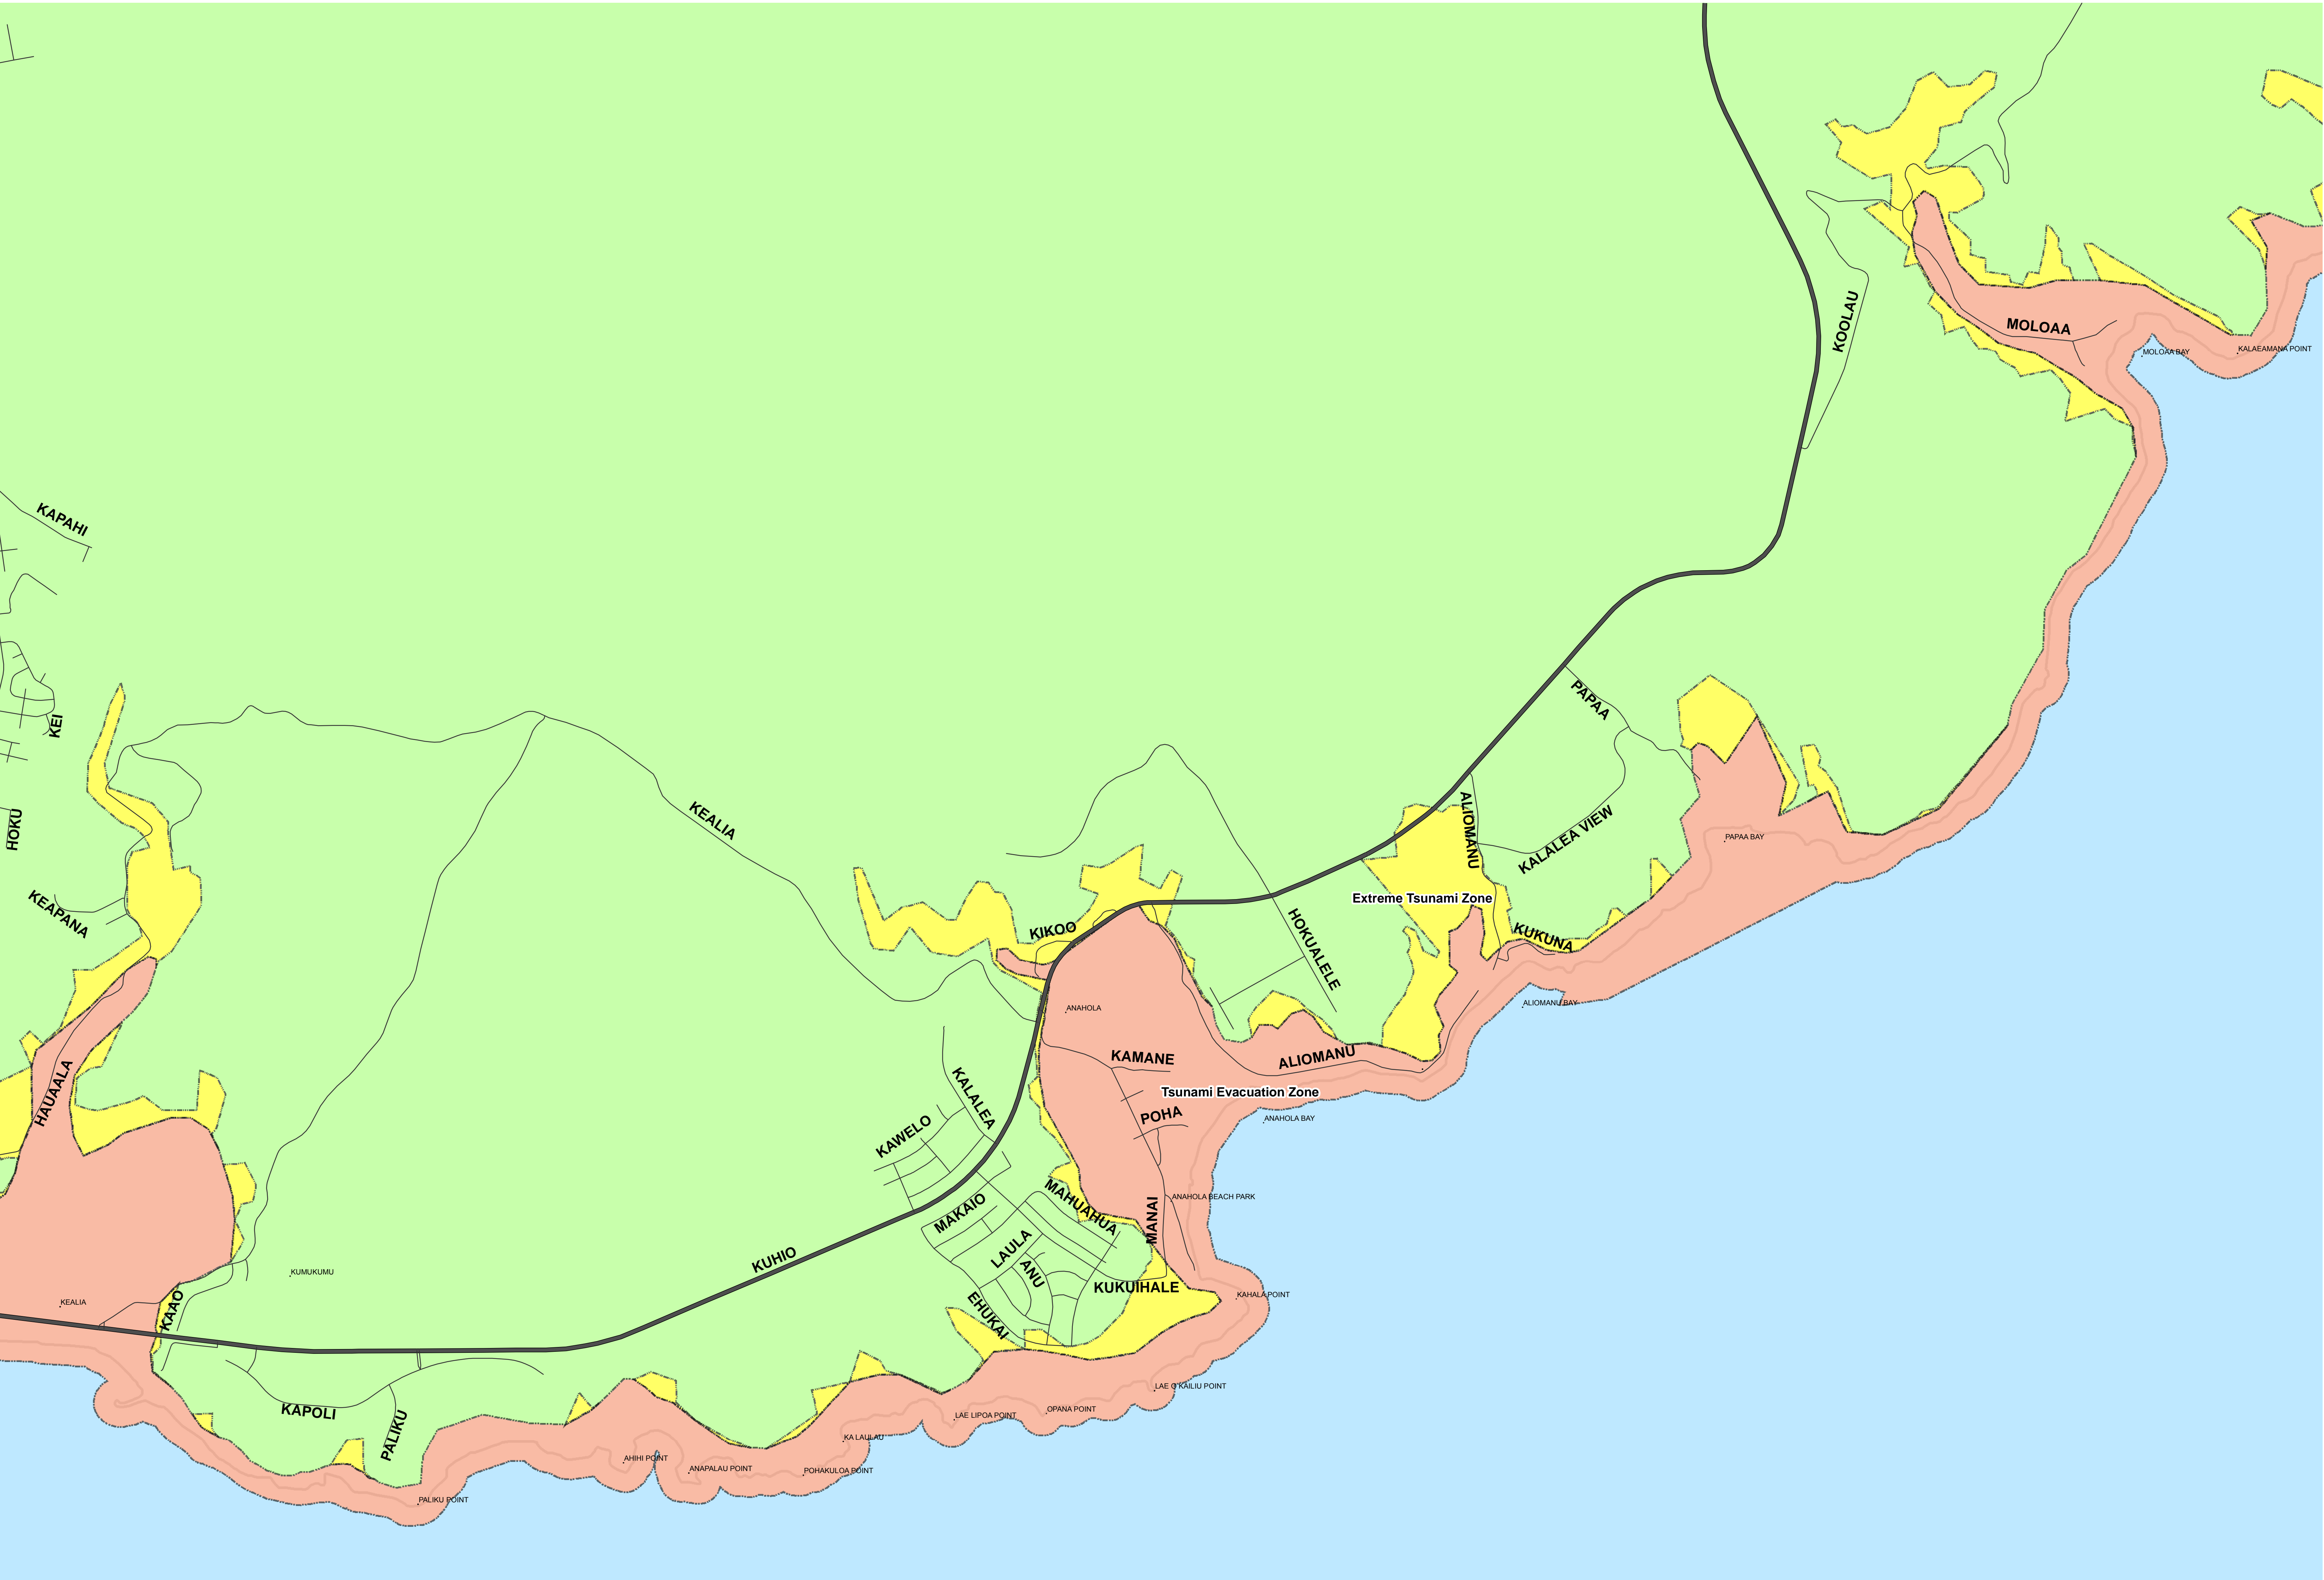 KOOLAU
MOLOAA
MOLOAA BAY
KALAEAMANA POINT
KAPAHI
KEI
HOKU
KEAPANA
KEALIA
PAPAA
ALIOMANU
KALALEA VIEW
PAPAA BAY
Extreme Tsunami Zone
HOKUALELE
KIKOO
KUKUNA
ALIOMANU BAY
ANAHOLA
KAMANE
ALIOMANU
Tsunami Evacuation Zone
POHA
ANAHOLA BAY
HAUAALA
KALALEA
KAWELO
MAKAIO
MAHUAHUA
MANAI
ANAHOLA BEACH PARK
LAULA
ANU
KUKUIHALE
KUHIO
EHUKAI
KAHALA POINT
KUMUKUMU
KEALIA
KAAO
KAPOLI
PALIKU
LAE O'KAILIU POINT
LAE LIPOA POINT
OPANA POINT
KA LAULAU
AHIHI POINT
ANAPALAU POINT
POHAKULOA POINT
PALIKU POINT